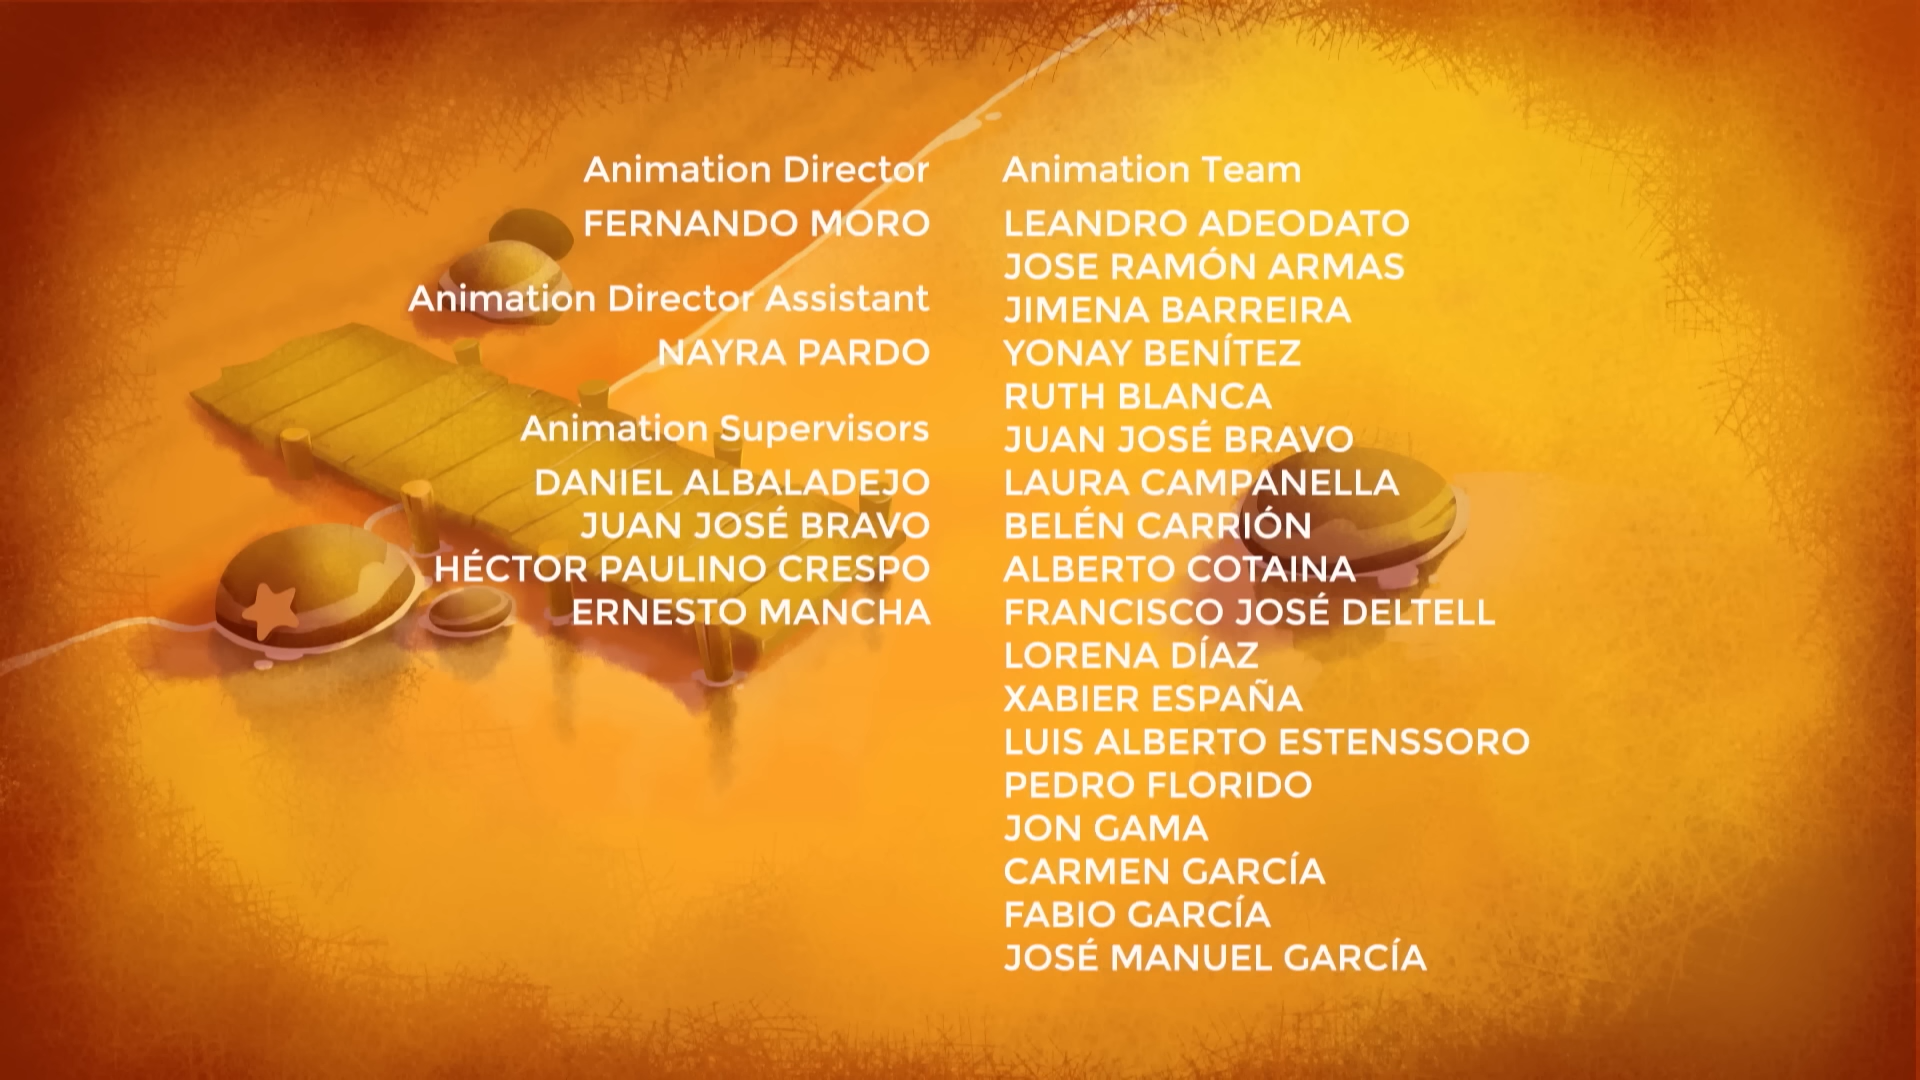 Animation Director
FERNANDO MORO
Animation Director Assistant
NAYRA PARDO
Animation Supervisors
DANIEL ALBALADEJO
JUAN JOSÉ BRAVO
HÉCTOR PAULINO CRESPO
ERNESTO MANCHA
Animation Team
LEANDRO ADEODATO
JOSE RAMÓN ARMAS
JIMENA BARREIRA
YONAY BENÍTEZ
RUTH BLANCA
JUAN JOSÉ BRAVO
LAURA CAMPANELLA
BELÉN CARRIÓN
ALBERTO COTAINA
FRANCISCO JOSÉ DELTELL
LORENA DÍAZ
XABIER ESPAÑA
LUIS ALBERTO ESTENSSORO
PEDRO FLORIDO
JON GAMA
CARMEN GARCÍA
FABIO GARCÍA
JOSÉ MANUEL GARCÍA